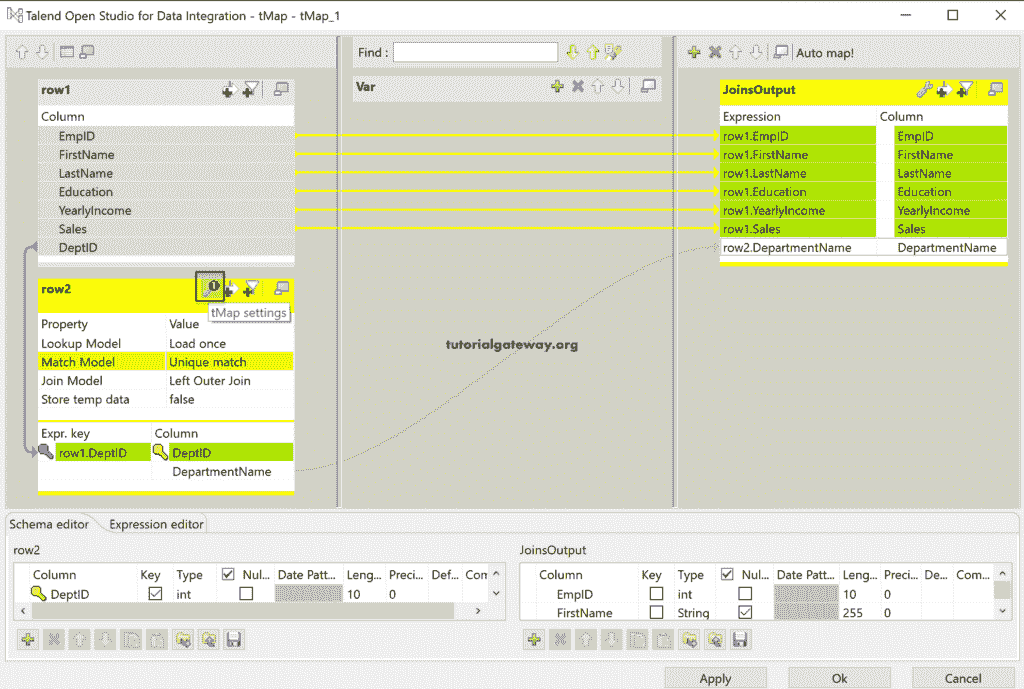 Talend Open Studio for Data Integration - tMap - tMap_1
Find :
Auto map!
row1
Column
EmpID
FirstName
LastName
Education
YearlyIncome
Sales
DeptID
row2
tMap settings
Property Value
Lookup Model Load once
Match Model Unique match
Join Model Left Outer Join
Store temp data false
Expr. key Column
row1.DeptID DeptID
DepartmentName
Var
tutorialgateway.org
JoinsOutput
Expression Column
row1.EmpID EmpID
row1.FirstName FirstName
row1.LastName LastName
row1.Education Education
row1.YearlyIncome YearlyIncome
row1.Sales Sales
row2.DepartmentName DepartmentName
Schema editor Expression editor
row2
Column Key Type Nul... Date Patt... Leng... Preci... Def... Con
DeptID int 10 0
JoinsOutput
Column Key Type Nul... Date Patt... Leng... Preci... De... Com...
EmpID int 10 0
FirstName String 255 0
Apply Ok Cancel